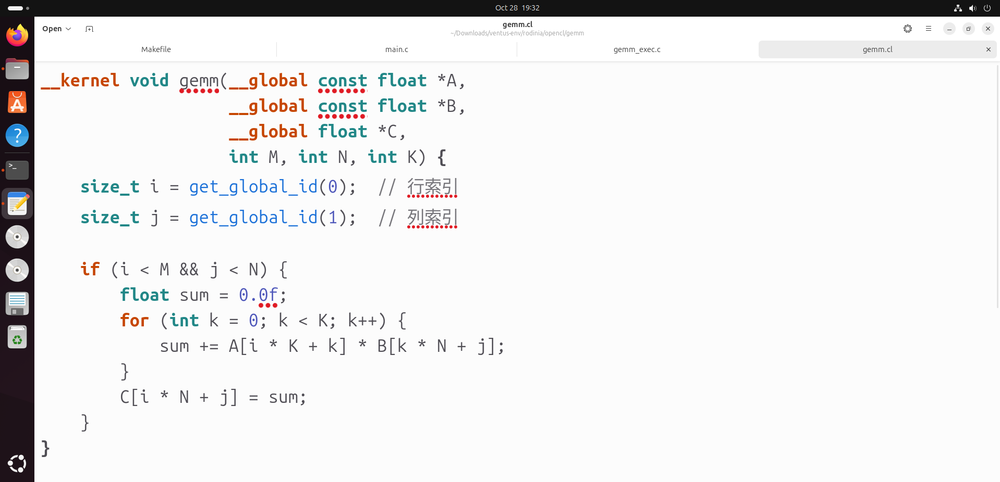 Oct 28 19:32
Open
gemm.cl
~/Downloads/ventus-env/rodinia/opencl/gemm
Makefile
main.c
gemm_exec.c
gemm.cl
__kernel void gemm(__global const float *A,
__global const float *B,
__global float *C,
int M, int N, int K) {
size_t i = get_global_id(0); // 行索引
size_t j = get_global_id(1); // 列索引
if (i < M && j < N) {
float sum = 0.0f;
for (int k = 0; k < K; k++) {
sum += A[i * K + k] * B[k * N + j];
}
C[i * N + j] = sum;
}
}